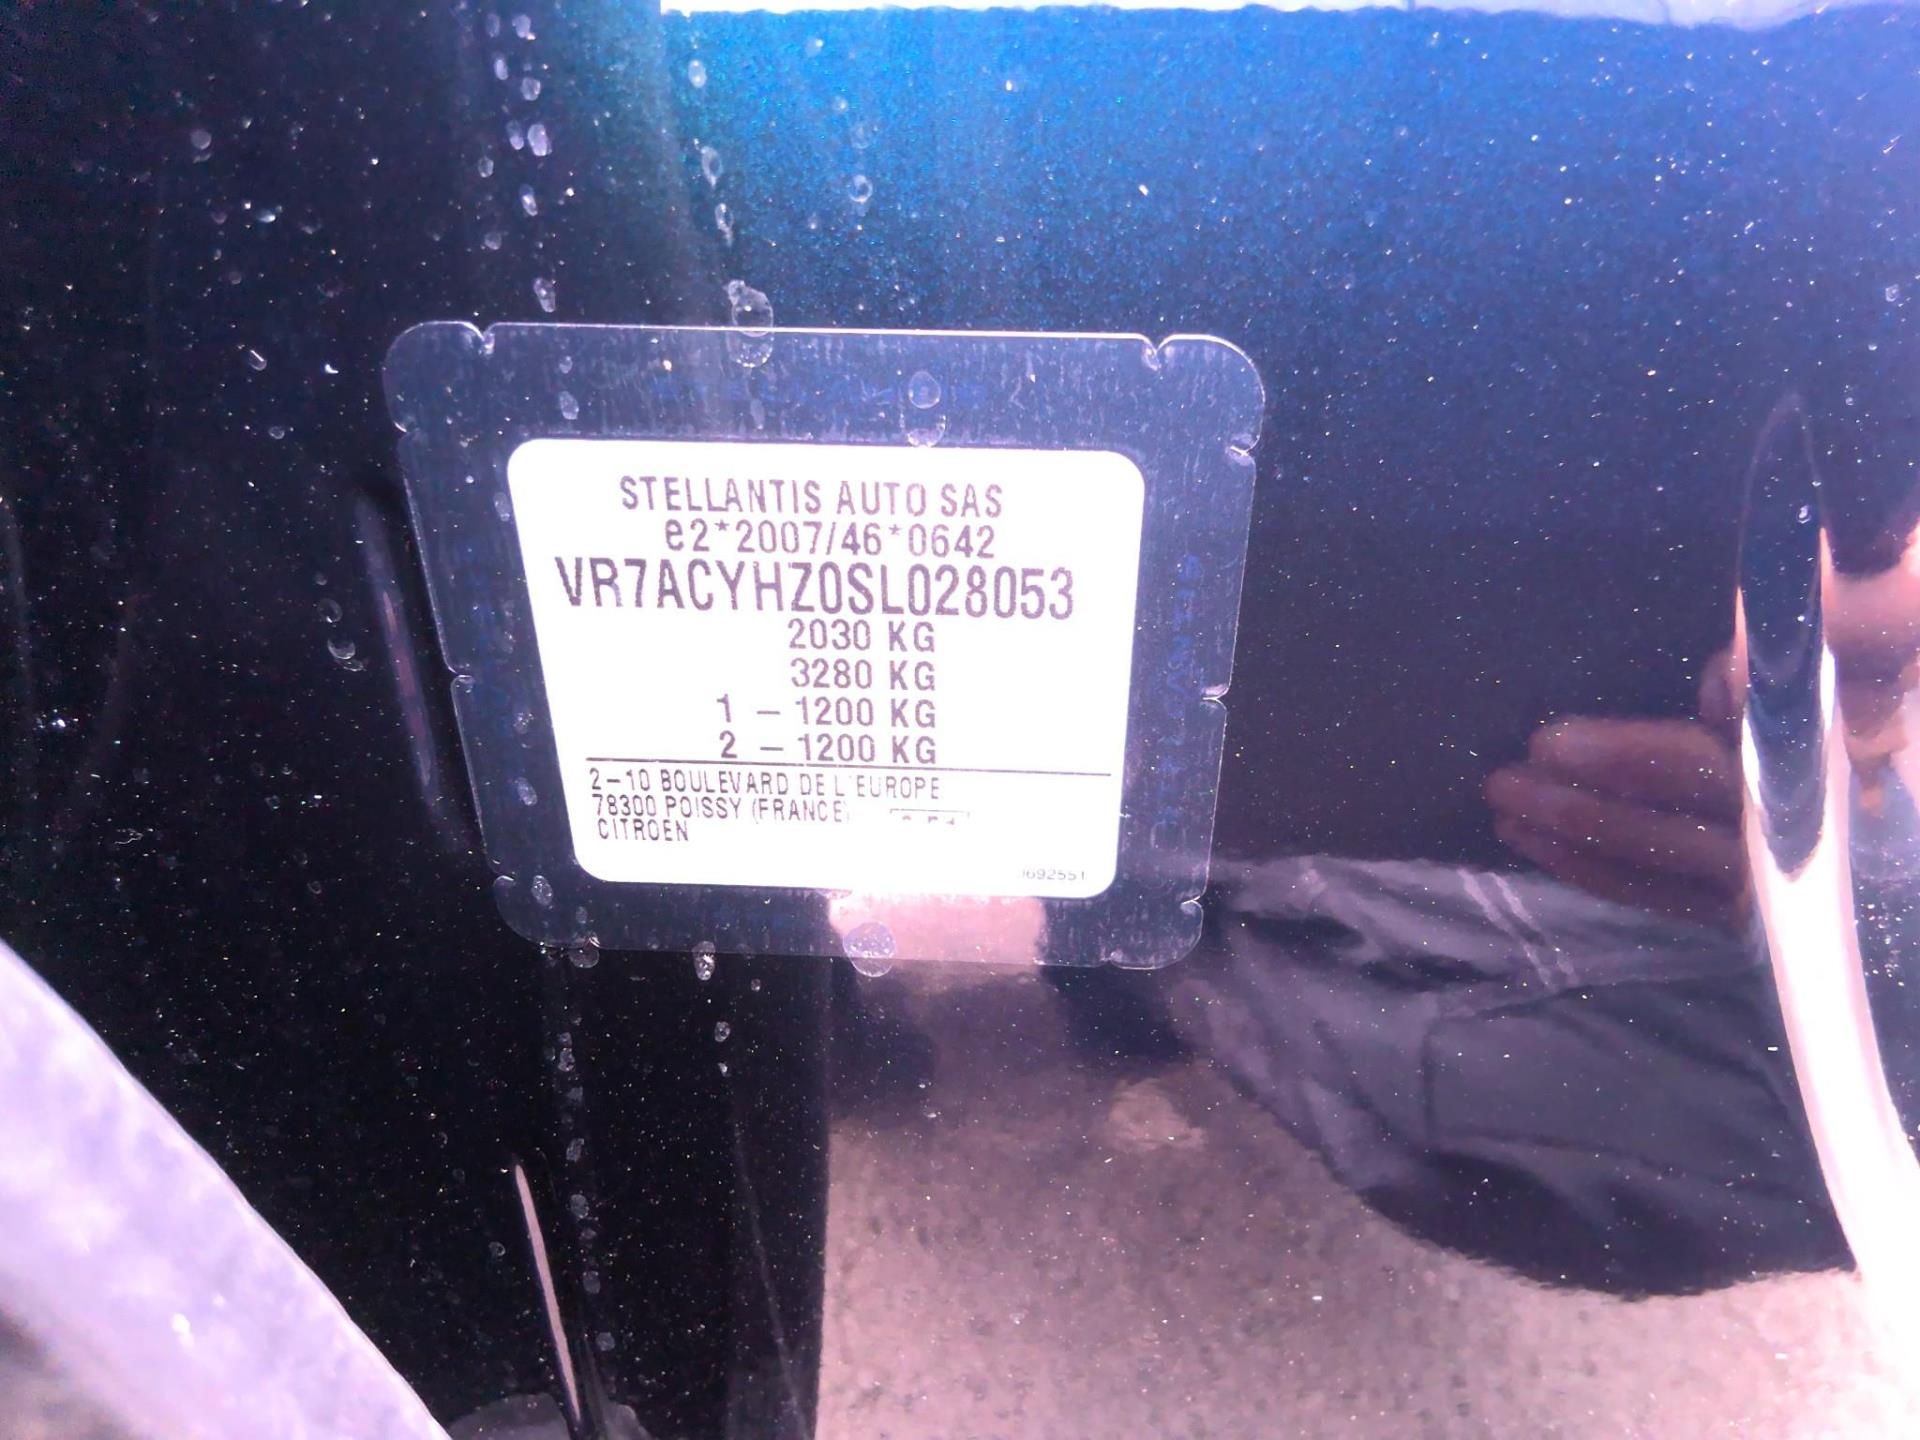 STELLANTIS AUTO SAS
e2*2007/46*0642
VR7ACYHZ0SL028053
2030 KG
3280 KG
1 – 1200 KG
2 – 1200 KG
2–10 BOULEVARD DE L'EUROPE
78300 POISSY (FRANCE)
CITROEN